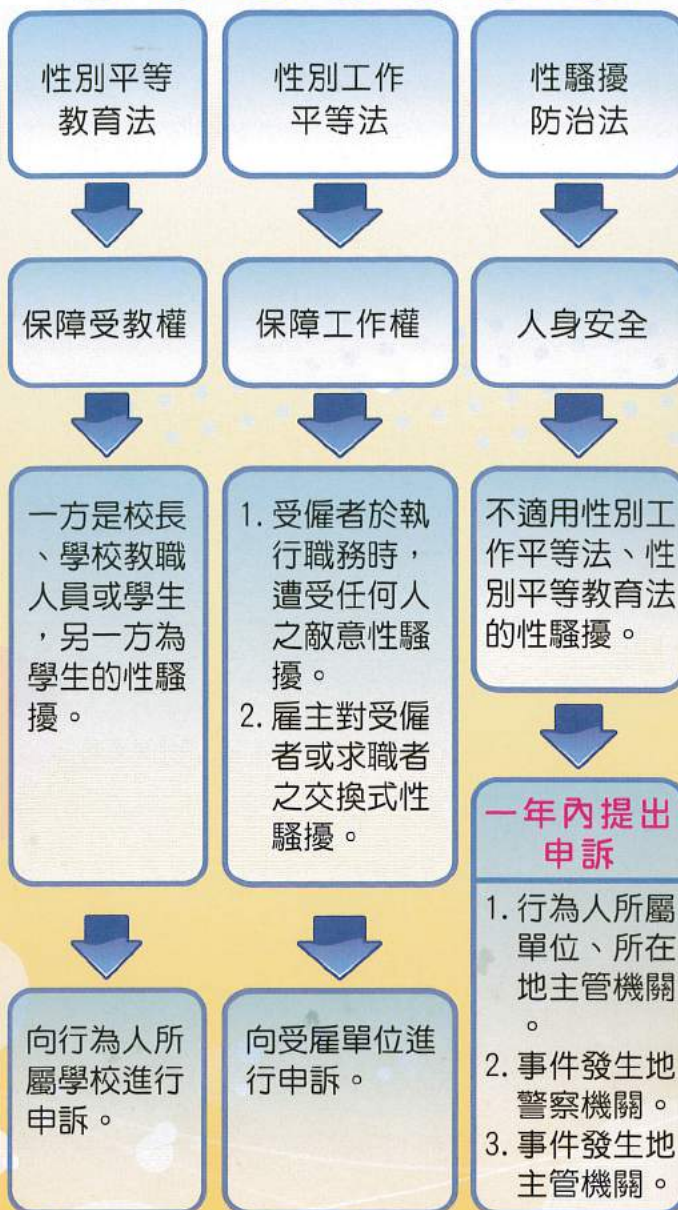 性別平等
教育法
保障受教權
一方是校長
、學校教職
人員或學生
，另一方為
學生的性騷
擾。
向行為人所
屬學校進行
申訴。
性別工作
平等法
保障工作權
1. 受僱者於執
行職務時，
遭受任何人
之敵意性騷
擾。
2. 雇主對受僱
者或求職者
之交換式性
騷擾。
向受雇單位進
行申訴。
性騷擾
防治法
人身安全
不適用性別工
作平等法、性
別平等教育法
的性騷擾。
一年內提出
申訴
1. 行為人所屬
單位、所在
地主管機關
。
2. 事件發生地
警察機關。
3. 事件發生地
主管機關。